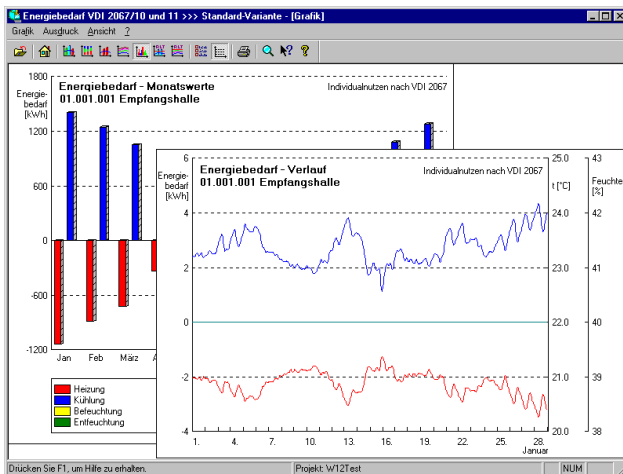 Energiebedarf VDI 2067/10 und 11 >>> Standard-Variante - [Grafik]
Grafik Ausdruck Ansicht ?
1800
Energiebedarf - Monatswerte
Individualnutzen nach VDI 2067
01.001.001 Empfangshalle
Energie-
bedarf
[kWh]
1200
600
0
-600
-1200
Jan Feb März
Heizung
Kühlung
Befeuchtung
Entfeuchtung
6
Energiebedarf - Verlauf
Individualnutzen nach VDI 2067
01.001.001 Empfangshalle
Energie-
bedarf
[kWh]
4
2
0
-2
-4
25.0
t [°C]
24.0
23.0
22.0
21.0
20.0
43
Feuchte
[%]
42
41
40
39
38
1. 4. 7. 10. 13. 16. 19. 22. 25. 28.
Januar
Drücken Sie F1, um Hilfe zu erhalten.
Projekt: W12Test
NUM